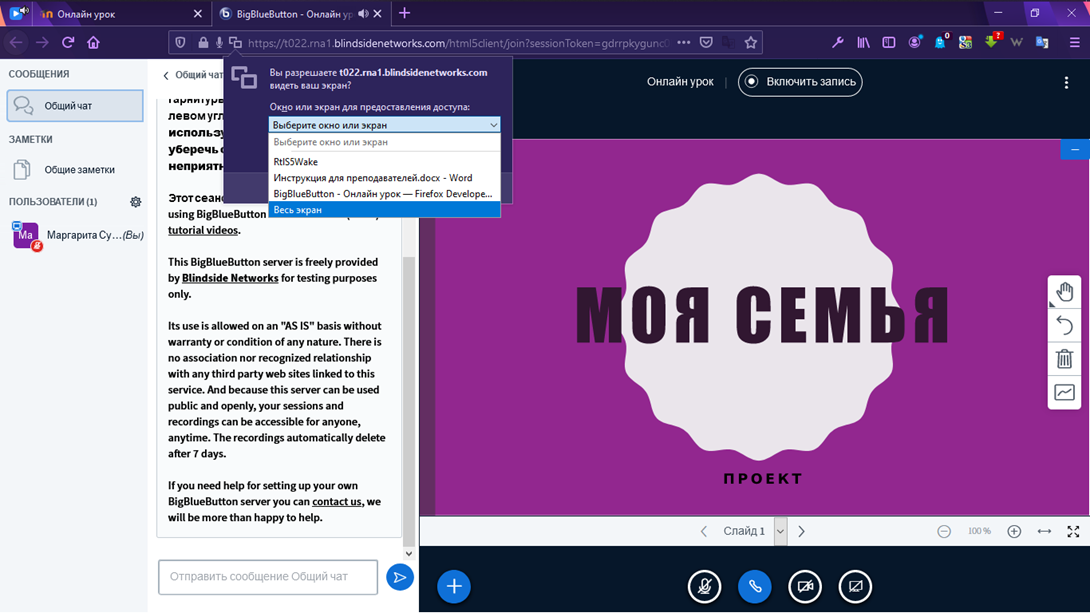 Онлайн урок
BigBlueButton - Онлайн ур
https://t022.rna1.blindsidenetworks.com/html5client/join?sessionToken=gdrrpkygunc
СООБЩЕНИЯ
Общий чат
ЗАМЕТКИ
Общие заметки
ПОЛЬЗОВАТЕЛИ (1)
Ma
Маргарита Су... (Вы)
Общий чат
гарнитуры
левом угл
использу
уберечь
неприятн
Этот сеанс
using BigBlueButton
tutorial videos.
This BigBlueButton server is freely provided
by Blindside Networks for testing purposes
only.
Its use is allowed on an "AS IS" basis without
warranty or condition of any nature. There is
no association nor recognized relationship
with any third party web sites linked to this
service. And because this server can be used
public and openly, your sessions and
recordings can be accessible for anyone,
anytime. The recordings automatically delete
after 7 days.
If you need help for setting up your own
BigBlueButton server you can contact us, we
will be more than happy to help.
Отправить сообщение Общий чат
Вы разрешаете t022.rna1.blindsidenetworks.com
видеть ваш экран?
Окно или экран для предоставления доступа:
Выберите окно или экран
Выберите окно или экран
RtlS5Wake
Инструкция для преподавателей.docx - Word
BigBlueButton - Онлайн урок — Firefox Develope...
Весь экран
Онлайн урок
Включить запись
МОЯ СЕМЬЯ
ПРОЕКТ
Слайд 1
100 %